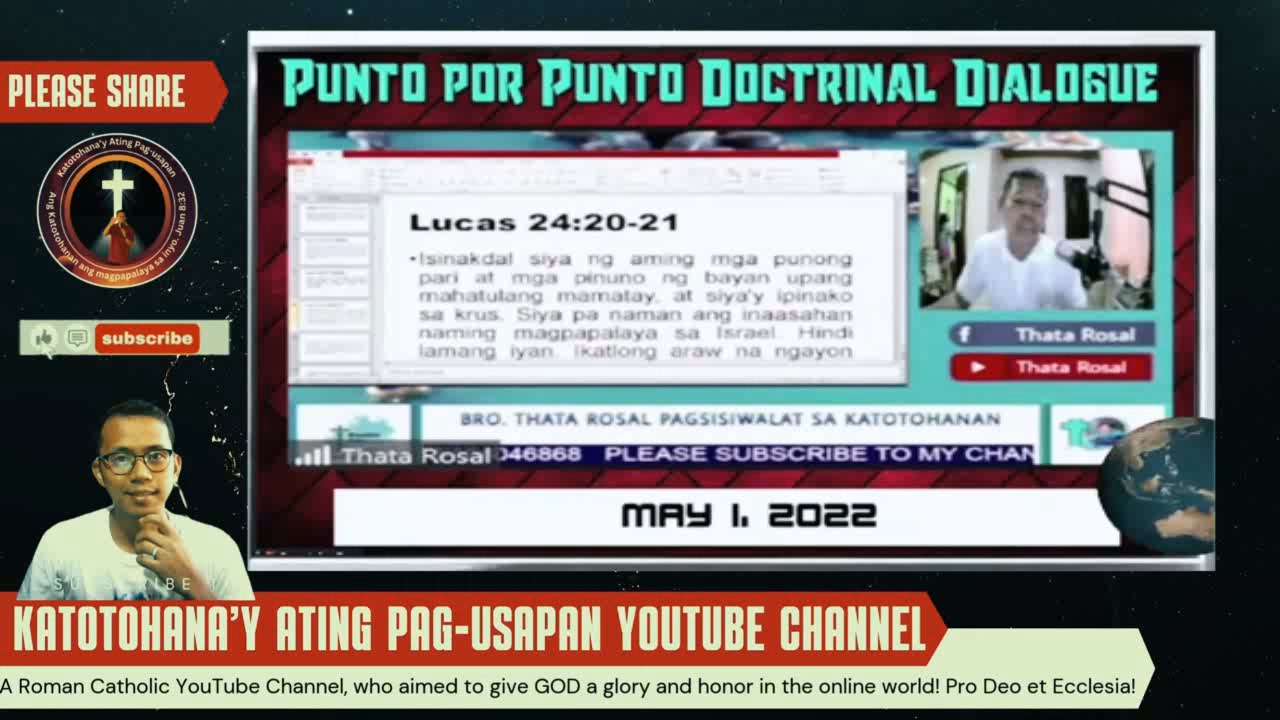 PLEASE SHARE
Katotohana'y Ating Pag-usapan
Ang Katotohanan ang magpapalaya sa inyo. Juan 8:32
subscribe
PUNTO POR PUNTO DOCTRINAL DIALOGUE
Lucas 24:20-21
•Isinakdal siya ng aming mga punong
pari at mga pinuno ng bayan upang
mahatulang mamatay, at siya'y ipinako
sa krus. Siya pa naman ang inaasahan
naming magpapalaya sa Israel Hindi
lamang iyan. Ikatlong araw na ngayon
f Thata Rosal
Thata Rosal
BRO. THATA ROSAL PAGSISIWALAT SA KATOTOHANAN
Thata Rosal
046868 PLEASE SUBSCRIBE TO MY CHAN
MAY 1, 2022
KATOTOHANA'Y ATING PAG-USAPAN YOUTUBE CHANNEL
A Roman Catholic YouTube Channel, who aimed to give GOD a glory and honor in the online world! Pro Deo et Ecclesia!